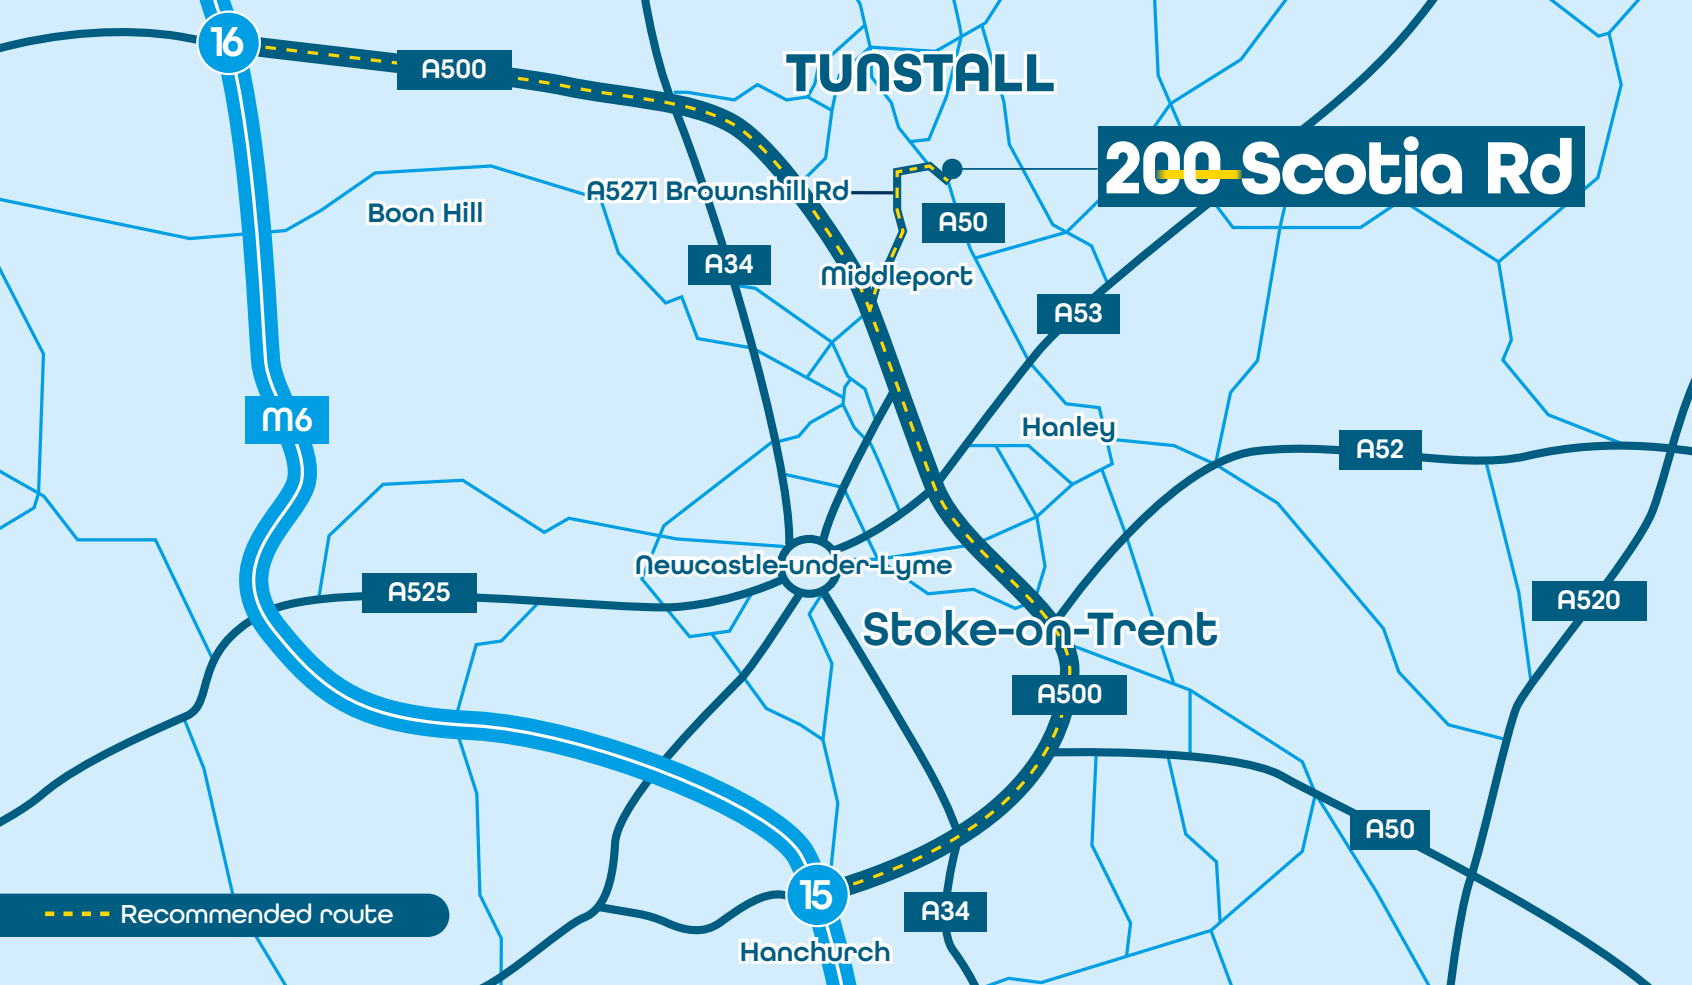 16
A500
TUNSTALL
200 Scotia Rd
A5271 Brownshill Rd
Boon Hill
A50
A34
Middleport
A53
M6
Hanley
A52
Newcastle-under-Lyme
A525
A520
Stoke-on-Trent
A500
A50
15
A34
Recommended route
Hanchurch